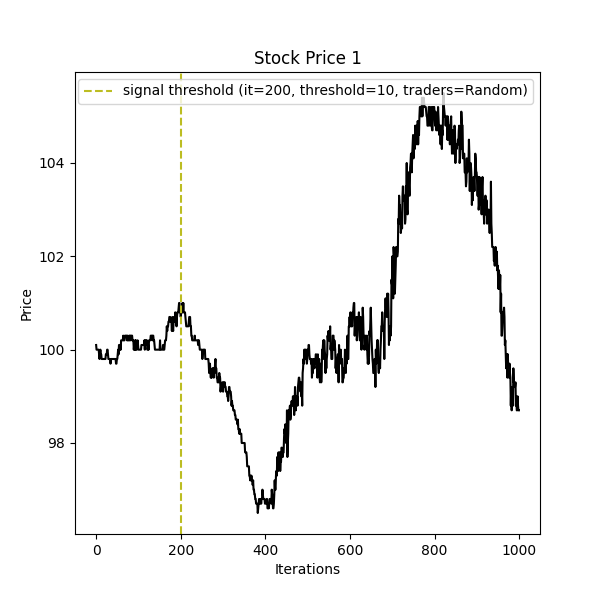 Stock Price 1
signal threshold (it=200, threshold=10, traders=Random)
104
102
100
98
Price
0 200 400 600 800 1000
Iterations